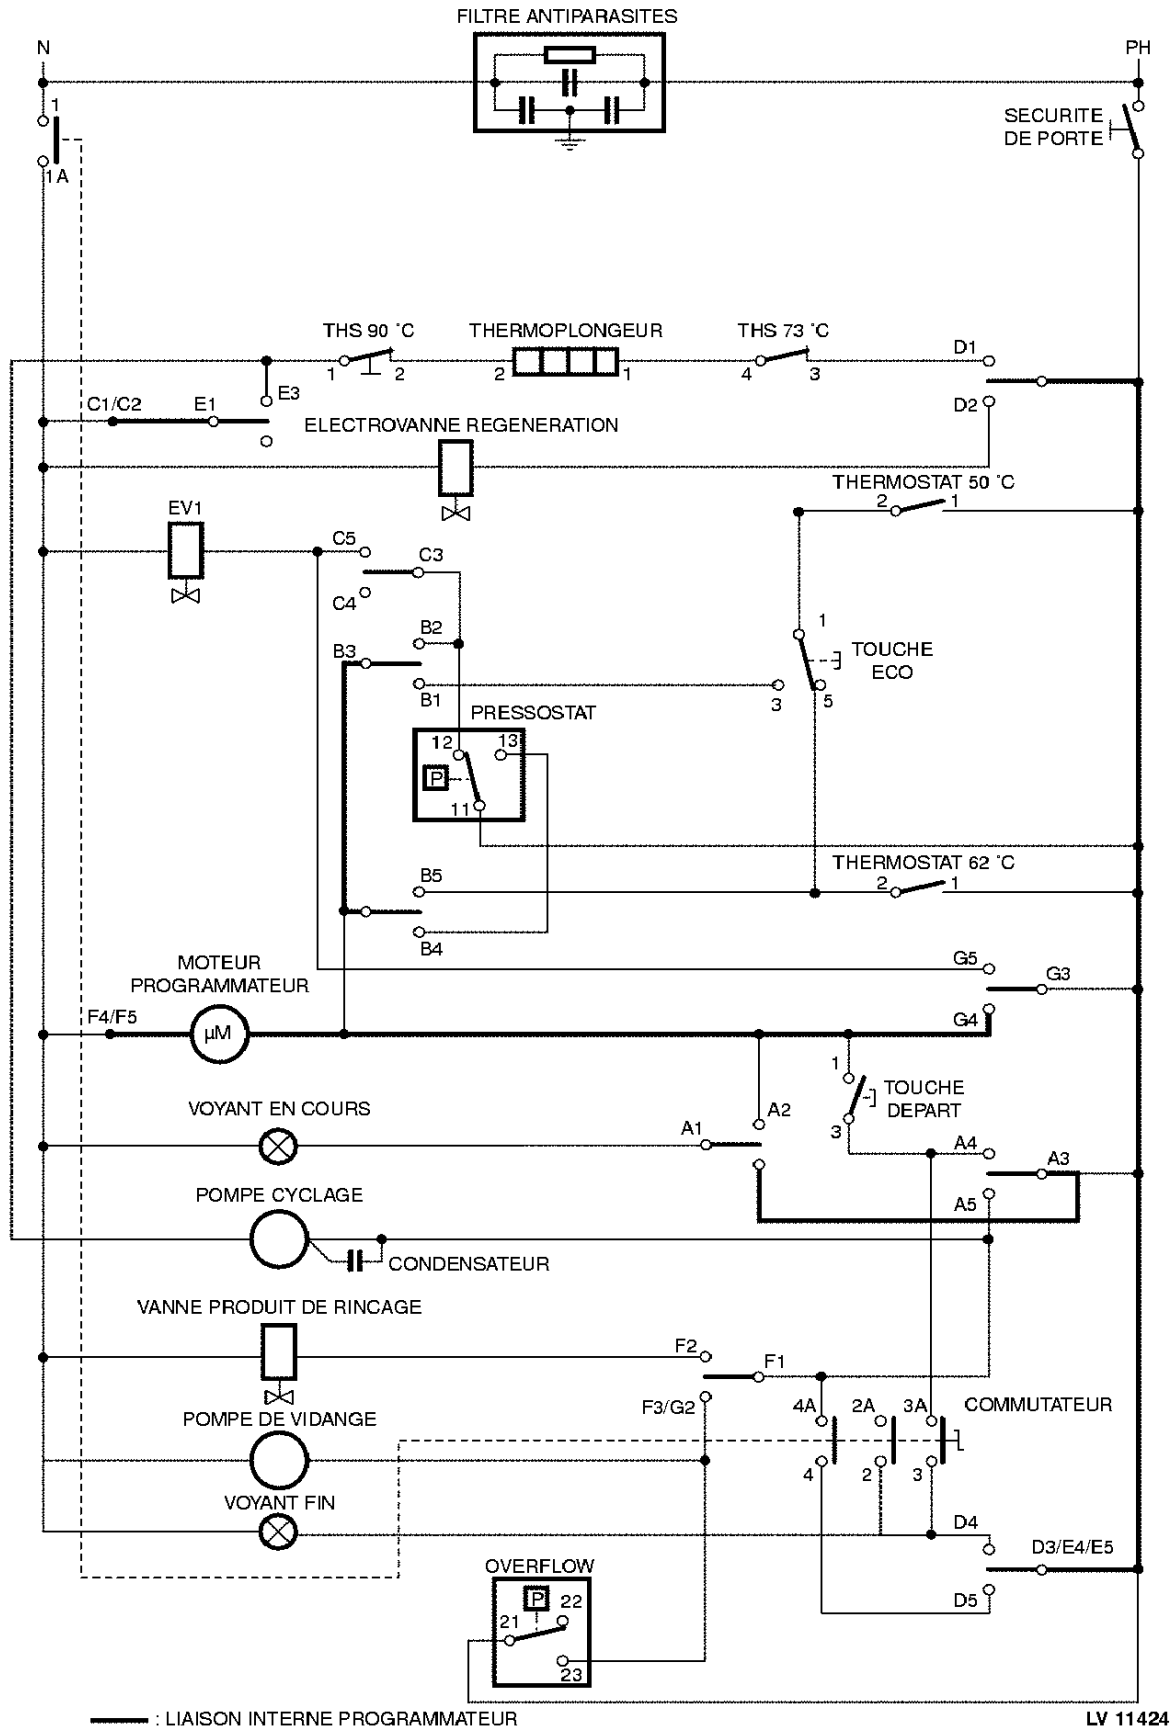 FILTRE ANTIPARASITES
N
PH
1
1A
SECURITE
DE PORTE
THS 90 °C
THERMOPLONGEUR
THS 73 °C
D1
1
2
2
1
4
3
E3
C1/C2
E1
D2
ELECTROVANNE REGENERATION
THERMOSTAT 50 °C
2
1
EV1
C5
C3
C4
B2
B3
B1
1
TOUCHE
ECO
3
5
PRESSOSTAT
12
13
P
11
THERMOSTAT 62 °C
B5
2
1
B4
MOTEUR
PROGRAMMATEUR
G5
G3
F4/F5
µM
G4
1
TOUCHE
DEPART
3
VOYANT EN COURS
A2
A1
A4
A3
A5
POMPE CYCLAGE
CONDENSATEUR
VANNE PRODUIT DE RINCAGE
F2
F1
F3/G2
4A
2A
3A
COMMUTATEUR
POMPE DE VIDANGE
4
2
3
VOYANT FIN
D4
D3/E4/E5
D5
OVERFLOW
P
22
21
23
: LIAISON INTERNE PROGRAMMATEUR
LV 11424